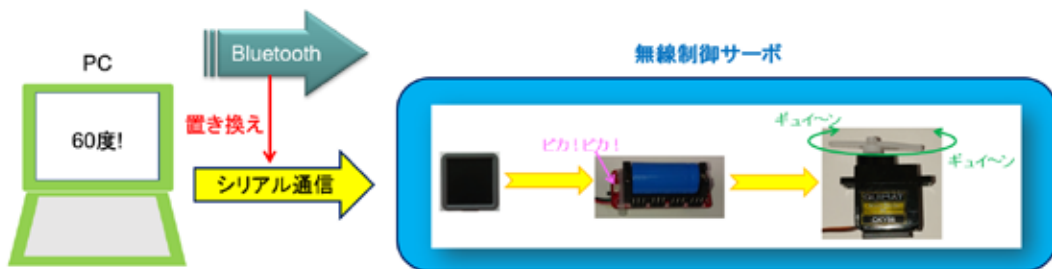 PC
Bluetooth
無線制御サーボ
60度!
置き換え
シリアル通信
ピカ！ピカ！
ギュイ～ン
ギュイ～ン